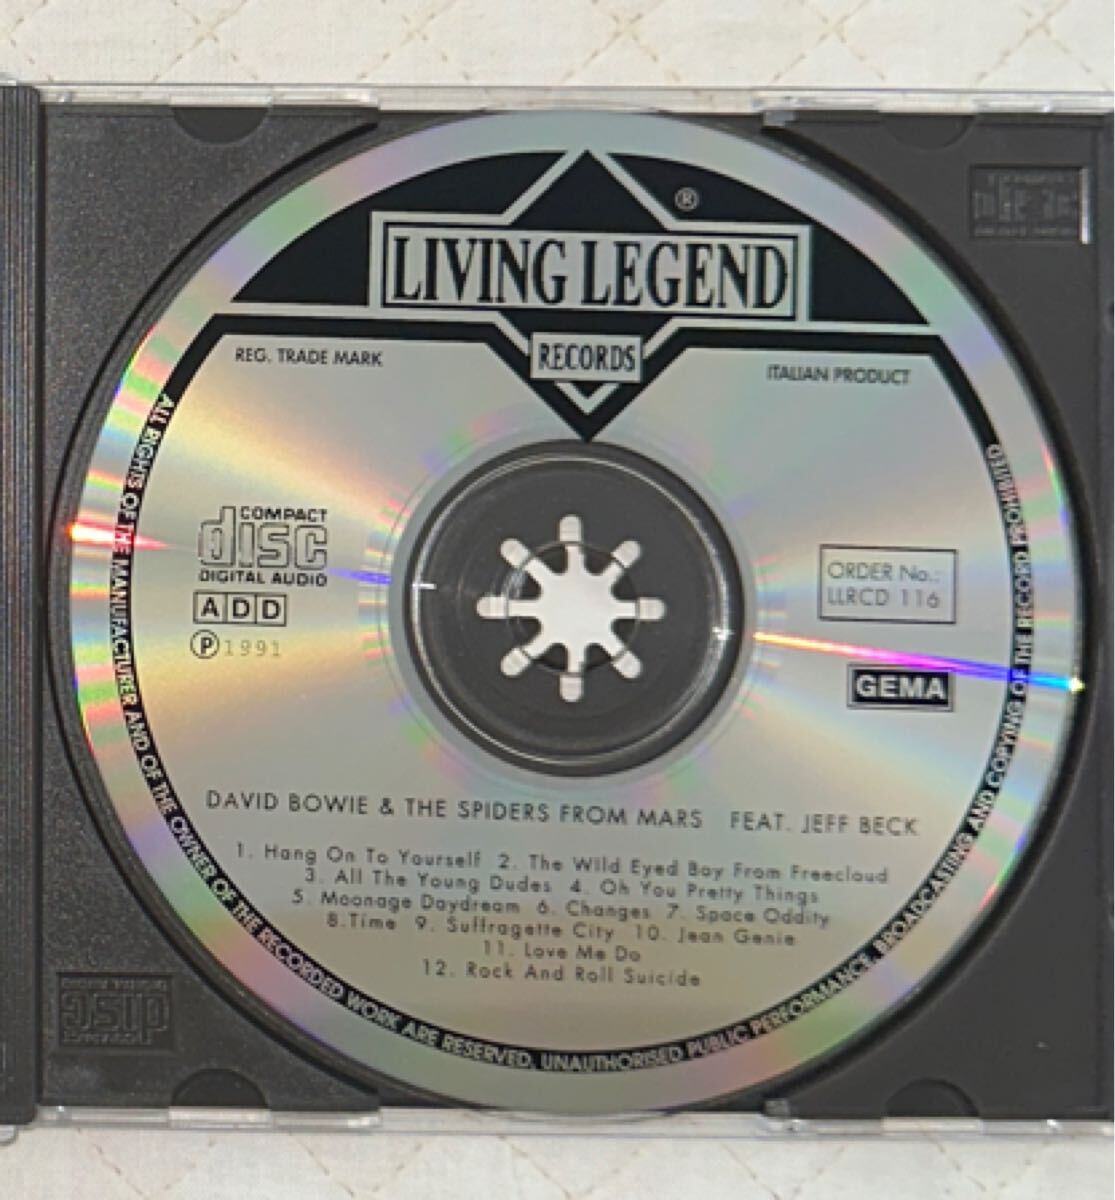 ®
LIVING LEGEND
RECORDS
REG. TRADE MARK
ITALIAN PRODUCT
COMPACT
disc
DIGITAL AUDIO
ADD
Ⓟ1991
ORDER No.:
LLRCD 116
GEMA
DAVID BOWIE & THE SPIDERS FROM MARS FEAT. JEFF BECK
1. Hang On To Yourself 2. The Wild Eyed Boy From Freecloud
3. All The Young Dudes 4. Oh You Pretty Things
5. Moonage Daydream 6. Changes 7. Space Oddity
8.Time 9. Suffragette City 10. Jean Genie
11. Love Me Do
12. Rock And Roll Suicide
ALL RIGHTS OF THE MANUFACTURER AND OF THE OWNER OF THE RECORDED WORK ARE RESERVED. UNAUTHORISED PUBLIC PERFORMANCE, BROADCASTING AND COPYING OF THE RECORD PROHIBITED
COMPACT
disc
DIGITAL AUDIO